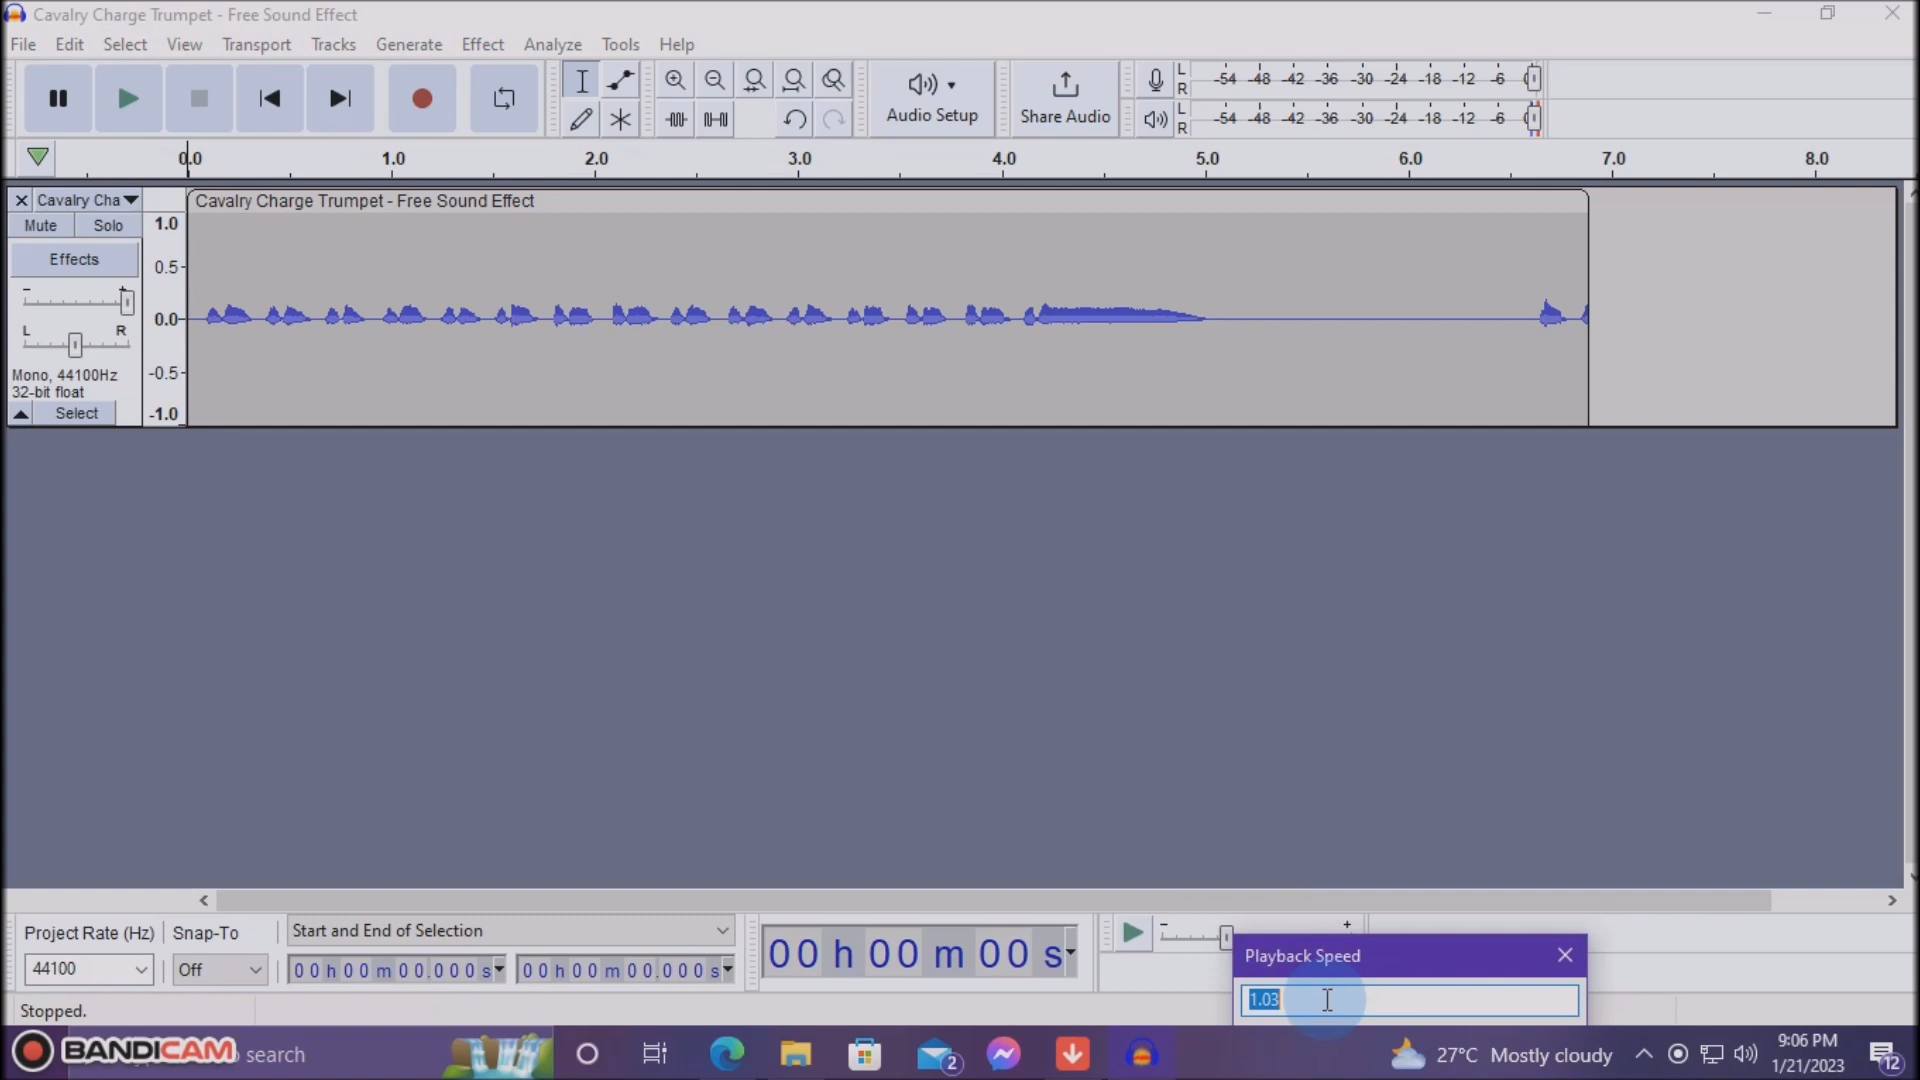 Cavalry Charge Trumpet - Free Sound Effect
File Edit Select View Transport Tracks Generate Effect Analyze Tools Help
Audio Setup
Share Audio
L
R
-54 -48 -42 -36 -30 -24 -18 -12 -6
L
R
-54 -48 -42 -36 -30 -24 -18 -12 -6
0.0 1.0 2.0 3.0 4.0 5.0 6.0 7.0 8.0
Cavalry Cha
Cavalry Charge Trumpet - Free Sound Effect
Mute Solo
Effects
- +
L R
Mono, 44100Hz
32-bit float
Select
1.0
0.5-
0.0-
-0.5-
-1.0
Project Rate (Hz) Snap-To
44100 Off
Start and End of Selection
00 h 00 m 00.000 s 00 h 00 m 00.000 s
00 h 00 m 00 s
- +
Playback Speed
1.03
Stopped.
BANDICAM
search
2
27°C Mostly cloudy
9:06 PM
1/21/2023
12